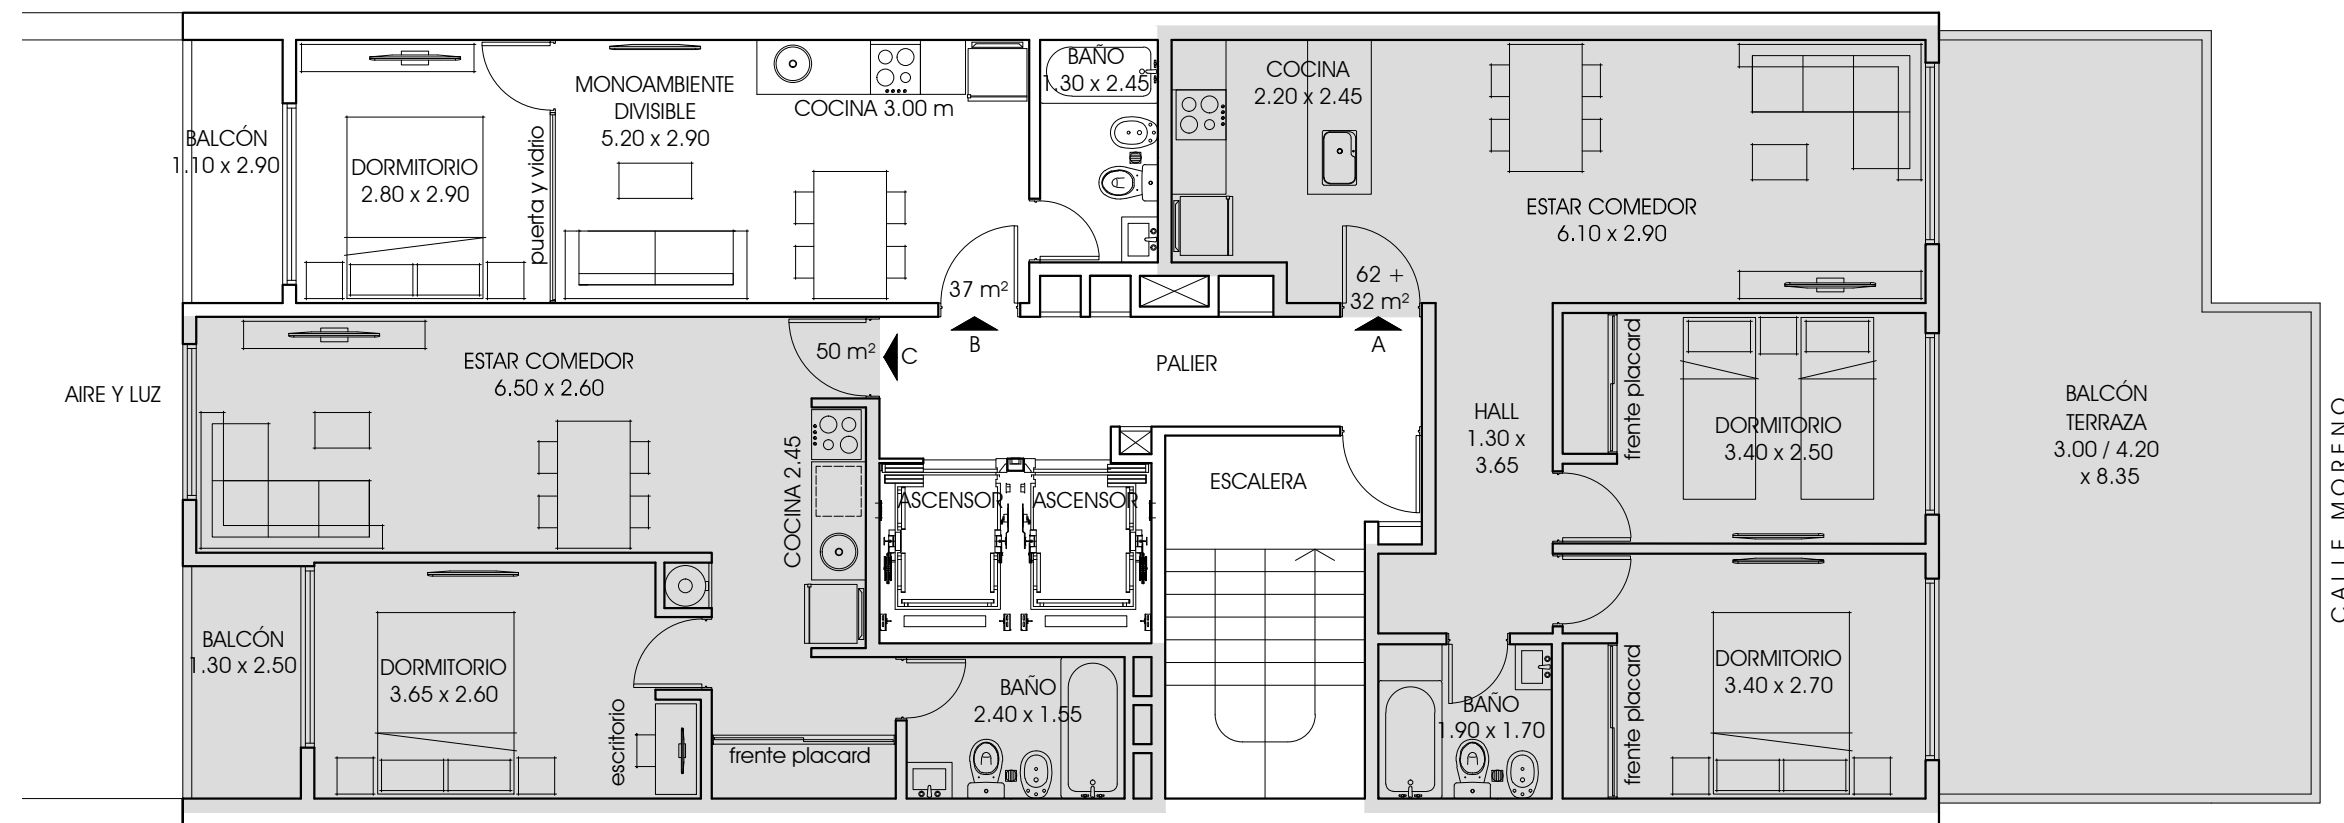 BALCÓN
1.10 x 2.90
DORMITORIO
2.80 x 2.90
puerta y vidrio
MONOAMBIENTE
DIVISIBLE
5.20 x 2.90
COCINA 3.00 m
BAÑO
1.30 x 2.45
COCINA
2.20 x 2.45
ESTAR COMEDOR
6.10 x 2.90
37 m²
B
62 +
32 m²
A
50 m²
C
PALIER
ESTAR COMEDOR
6.50 x 2.60
AIRE Y LUZ
COCINA 2.45
ASCENSOR
ASCENSOR
ESCALERA
HALL
1.30 x
3.65
frente placard
DORMITORIO
3.40 x 2.50
BALCÓN
TERRAZA
3.00 / 4.20
x 8.35
CALLE MORENO
BALCÓN
1.30 x 2.50
DORMITORIO
3.65 x 2.60
escritorio
frente placard
BAÑO
2.40 x 1.55
BAÑO
1.90 x 1.70
frente placard
DORMITORIO
3.40 x 2.70